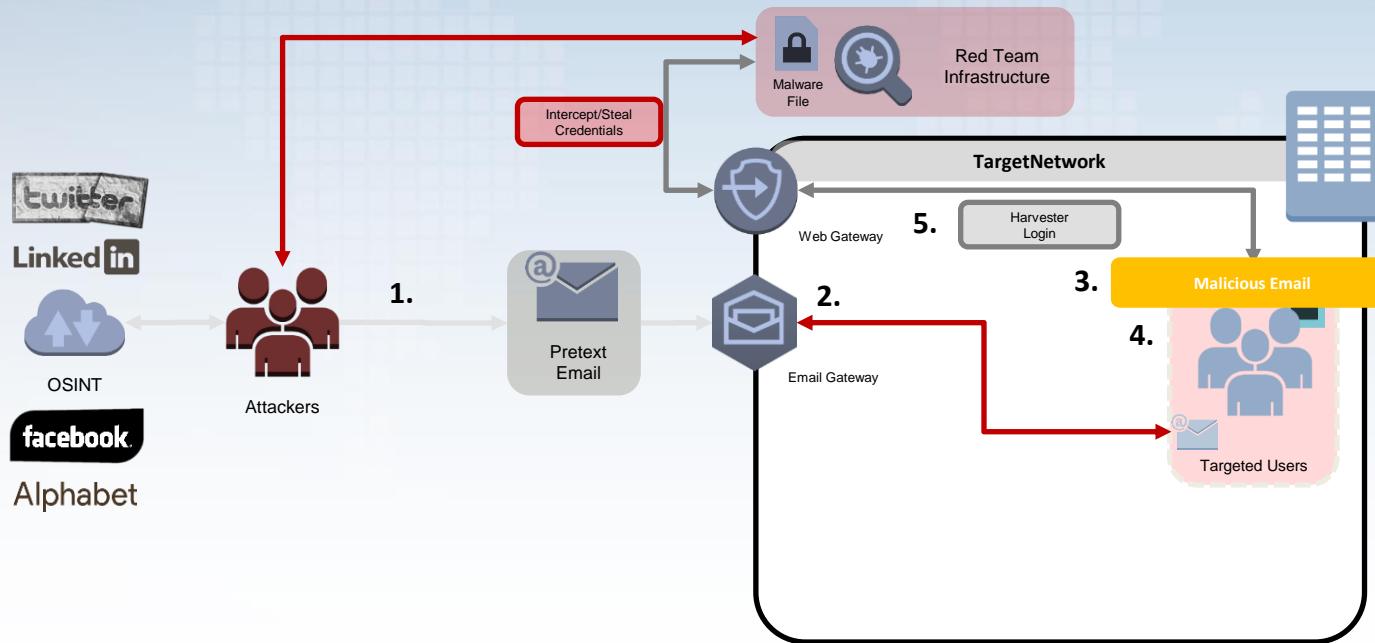 Malware
File
Red Team
Infrastructure
Intercept/Steal
Credentials
TargetNetwork
twitter
Linked in
OSINT
facebook.
Alphabet
Attackers
1.
@
Pretext
Email
Web Gateway
5.
Harvester
Login
2.
Email Gateway
3.
Malicious Email
4.
@
Targeted Users